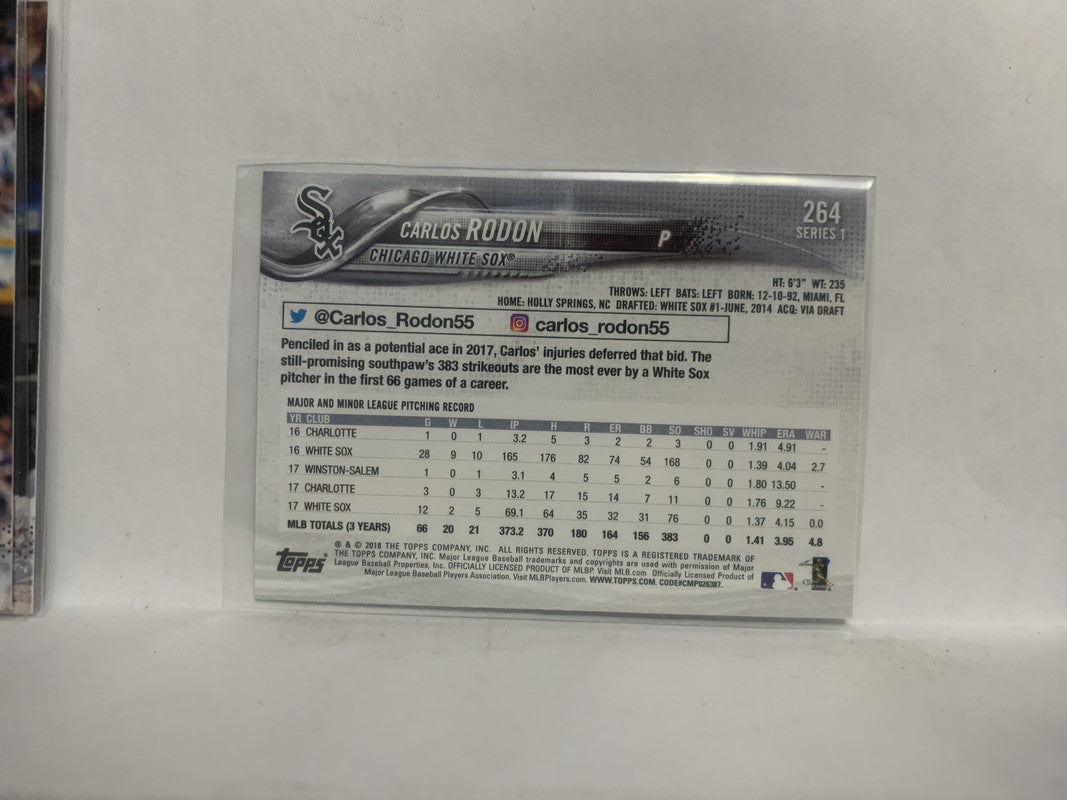 Sox
264
SERIES 1
CARLOS RODON P
CHICAGO WHITE SOX®
HT: 6'3" WT: 235
THROWS: LEFT BATS: LEFT BORN: 12-10-92, MIAMI, FL
HOME: HOLLY SPRINGS, NC DRAFTED: WHITE SOX #1-JUNE, 2014 ACQ: VIA DRAFT
@Carlos_Rodon55 carlos_rodon55
Penciled in as a potential ace in 2017, Carlos' injuries deferred that bid. The
still-promising southpaw's 383 strikeouts are the most ever by a White Sox
pitcher in the first 66 games of a career.
MAJOR AND MINOR LEAGUE PITCHING RECORD
YR CLUB G W L IP H R ER BB SO SHO SV WHIP ERA WAR
16 CHARLOTTE 1 0 1 3.2 5 3 2 2 3 0 0 1.91 4.91 -
16 WHITE SOX 28 9 10 165 176 82 74 54 168 0 0 1.39 4.04 2.7
17 WINSTON-SALEM 1 0 1 3.1 4 5 5 2 6 0 0 1.80 13.50 -
17 CHARLOTTE 3 0 3 13.2 17 15 14 7 11 0 0 1.76 9.22 -
17 WHITE SOX 12 2 5 69.1 64 35 32 31 76 0 0 1.37 4.15 0.0
MLB TOTALS (3 YEARS) 66 20 21 373.2 370 180 164 156 383 0 0 1.41 3.95 4.8
Topps®
® & © 2018 THE TOPPS COMPANY, INC. ALL RIGHTS RESERVED. TOPPS IS A REGISTERED TRADEMARK OF
THE TOPPS COMPANY, INC. Major League Baseball trademarks and copyrights are used with permission of Major
League Baseball Properties, Inc. OFFICIALLY LICENSED PRODUCT OF MLBP. Visit MLB.com Officially Licensed Product of
Major League Baseball Players Association. Visit MLBPlayers.com. WWW.TOPPS.COM. CODE#CMP026387.